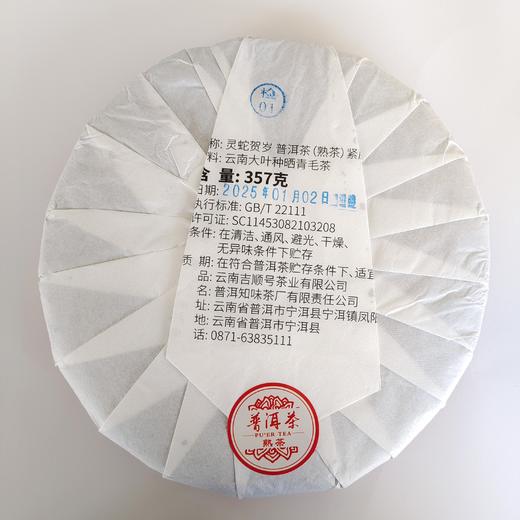 检
01
称: 灵蛇贺岁 普洱茶(熟茶)紧
料: 云南大叶种晒青毛茶
含 量: 357克
日期: 2025年01月02日
执行标准: GB/T 22111
许可证: SC11453082103208
条件: 在清洁、通风、避光、干燥、
无异味条件下贮存
质 期: 在符合普洱茶贮存条件下、适宜
品: 云南吉顺号茶业有限公司
名: 普洱知味茶厂有限责任公司
址: 云南省普洱市宁洱县宁洱镇凤阳
地: 云南省普洱市宁洱县
话: 0871-63835111
普洱茶
PU'ER TEA
熟茶